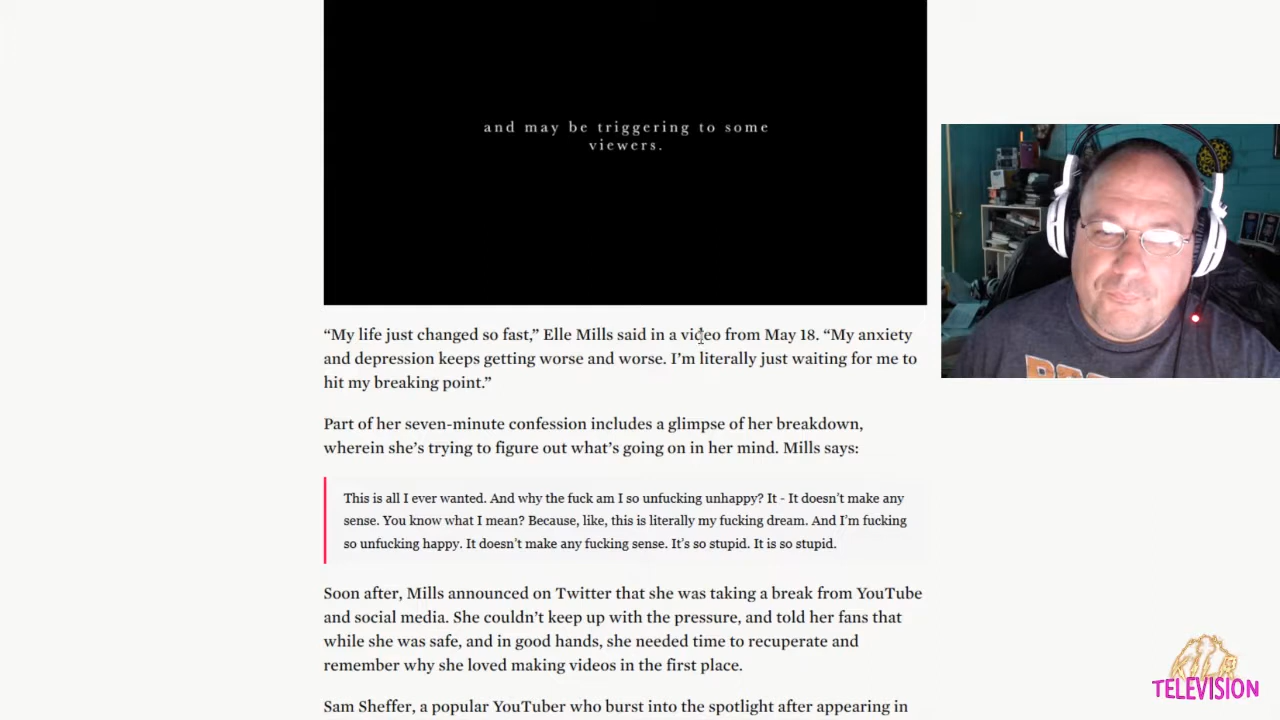 and may be triggering to some
viewers.
“My life just changed so fast,” Elle Mills said in a video from May 18. “My anxiety
and depression keeps getting worse and worse. I’m literally just waiting for me to
hit my breaking point.”
Part of her seven-minute confession includes a glimpse of her breakdown,
wherein she’s trying to figure out what’s going on in her mind. Mills says:
This is all I ever wanted. And why the fuck am I so unfucking unhappy? It - It doesn’t make any
sense. You know what I mean? Because, like, this is literally my fucking dream. And I’m fucking
so unfucking happy. It doesn’t make any fucking sense. It’s so stupid. It is so stupid.
Soon after, Mills announced on Twitter that she was taking a break from YouTube
and social media. She couldn’t keep up with the pressure, and told her fans that
while she was safe, and in good hands, she needed time to recuperate and
remember why she loved making videos in the first place.
Sam Sheffer, a popular YouTuber who burst into the spotlight after appearing in
KILR
TELEVISION